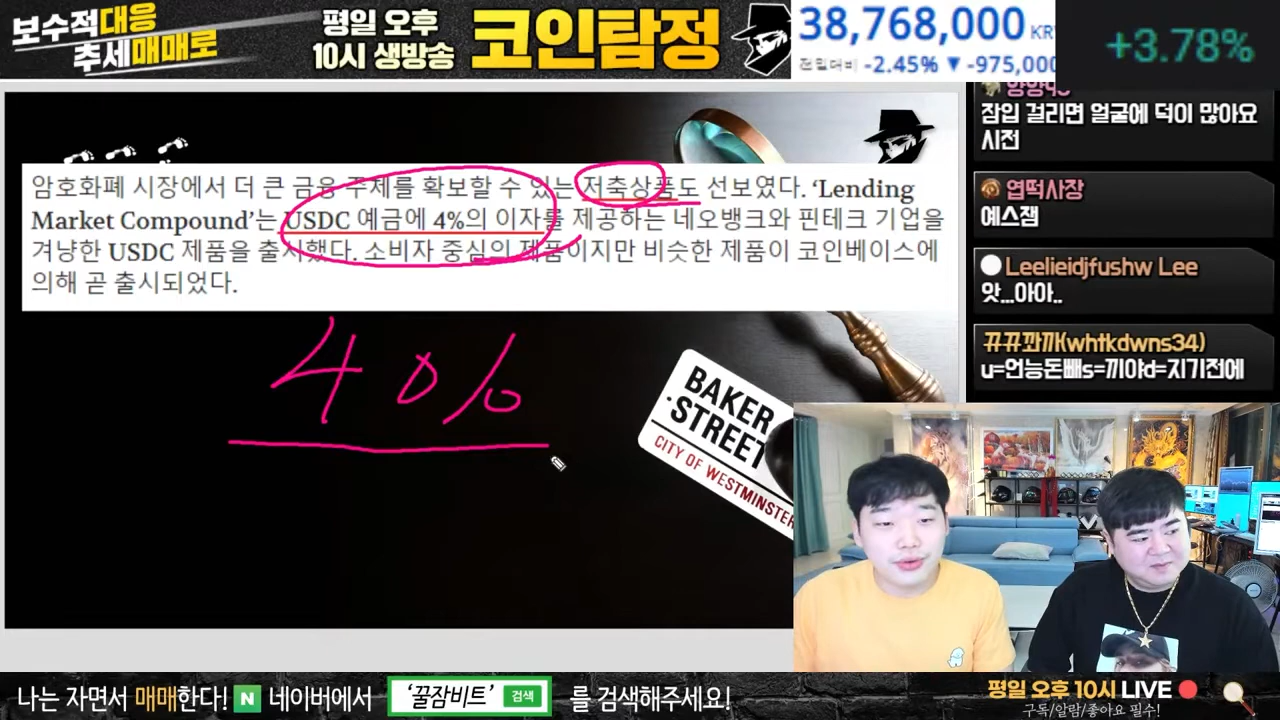 보수적대응
추세매매로
평일 오후
10시 생방송
코인탐정
38,768,000 KR
전일대비 -2.45% ▼ -975,000
+3.78%
암호화폐 시장에서 더 큰 금융 주체를 확보할 수 있는 저축상품도 선보였다. ‘Lending
Market Compound’는 USDC 예금에 4%의 이자를 제공하는 네오뱅크와 핀테크 기업을
겨냥한 USDC 제품을 출시했다. 소비자 중심의 제품이지만 비슷한 제품이 코인베이스에
의해 곧 출시되었다.
4%
BAKER
STREET
CITY OF WESTMINSTER
잠입 걸리면 얼굴에 덕이 많아요
시전
엽떡사장
예스잼
Leelieidjfushw Lee
앗...아아..
뀨뀨꽈까(whtkdwns34)
u=언능돈빼s=끼야d=지기전에
나는 자면서 매매한다! N 네이버에서 ‘꿀잠비트’ 검색 를 검색해주세요!
평일 오후 10시 LIVE
구독/알람/좋아요 필수!